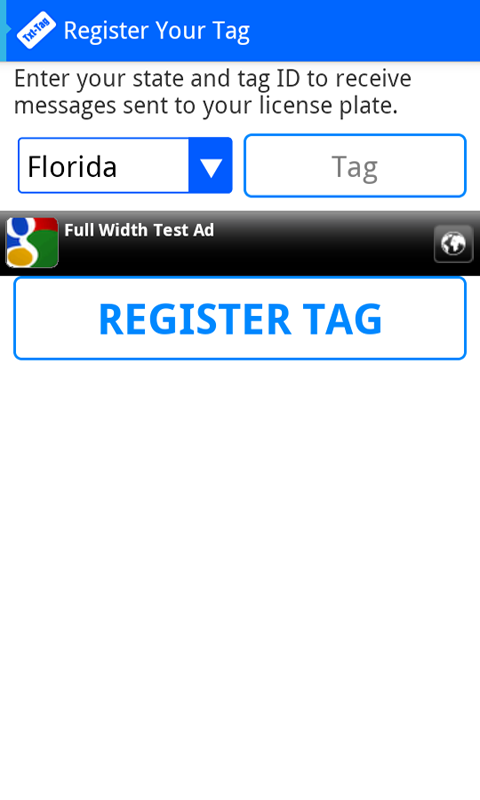 Txt-Tag
Register Your Tag
Enter your state and tag ID to receive
messages sent to your license plate.
Florida
Tag
Full Width Test Ad
REGISTER TAG